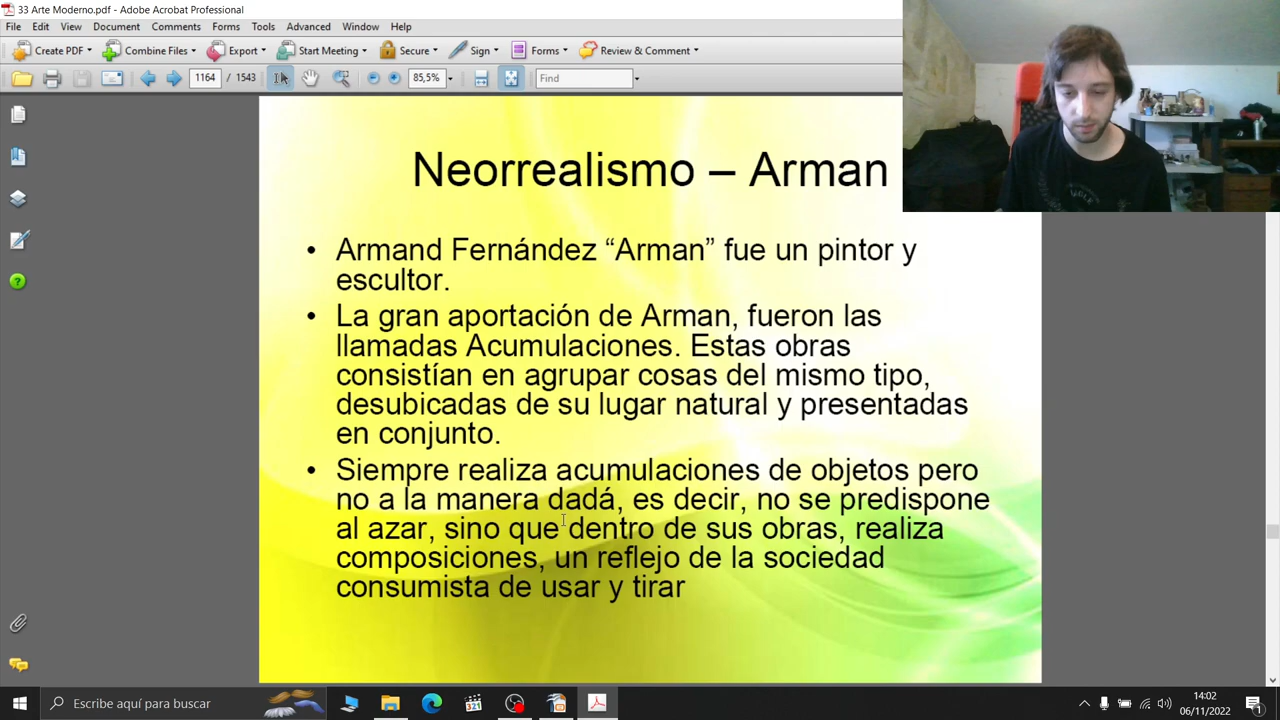 33 Arte Moderno.pdf - Adobe Acrobat Professional
File Edit View Document Comments Forms Tools Advanced Window Help
Create PDF Combine Files Export Start Meeting Secure Sign Forms Review & Comment
1164 / 1543 85,5% Find
Neorrealismo – Arman
• Armand Fernández “Arman” fue un pintor y
escultor.
• La gran aportación de Arman, fueron las
llamadas Acumulaciones. Estas obras
consistían en agrupar cosas del mismo tipo,
desubicadas de su lugar natural y presentadas
en conjunto.
• Siempre realiza acumulaciones de objetos pero
no a la manera dadá, es decir, no se predispone
al azar, sino que dentro de sus obras, realiza
composiciones, un reflejo de la sociedad
consumista de usar y tirar
Escribe aquí para buscar
321
14:02
06/11/2022
1